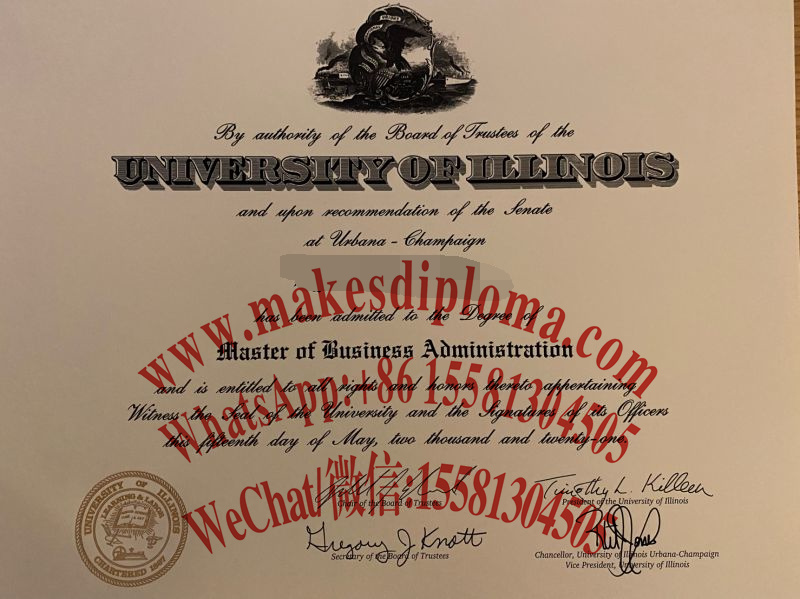 By authority of the Board of Trustees of the
UNIVERSITY OF ILLINOIS
and upon recommendation of the Senate
at Urbana - Champaign
www.makesdiploma.com
has been admitted to the Degree of
Master of Business Administration
and is entitled to all rights and honors thereto appertaining
WhatsApp:+86 15581304505
Witness the Seal of the University and the Signatures of its Officers
this fifteenth day of May, two thousand and twenty-one.
WeChat/微信:15581304505
UNIVERSITY OF ILLINOIS
LEARNING & LABOR
CHARTERED 1867
Chair of the Board of Trustees
Timothy L. Killeen
President of the University of Illinois
Gregory J. Knott
Secretary of the Board of Trustees
Chancellor, University of Illinois Urbana-Champaign
Vice President, University of Illinois